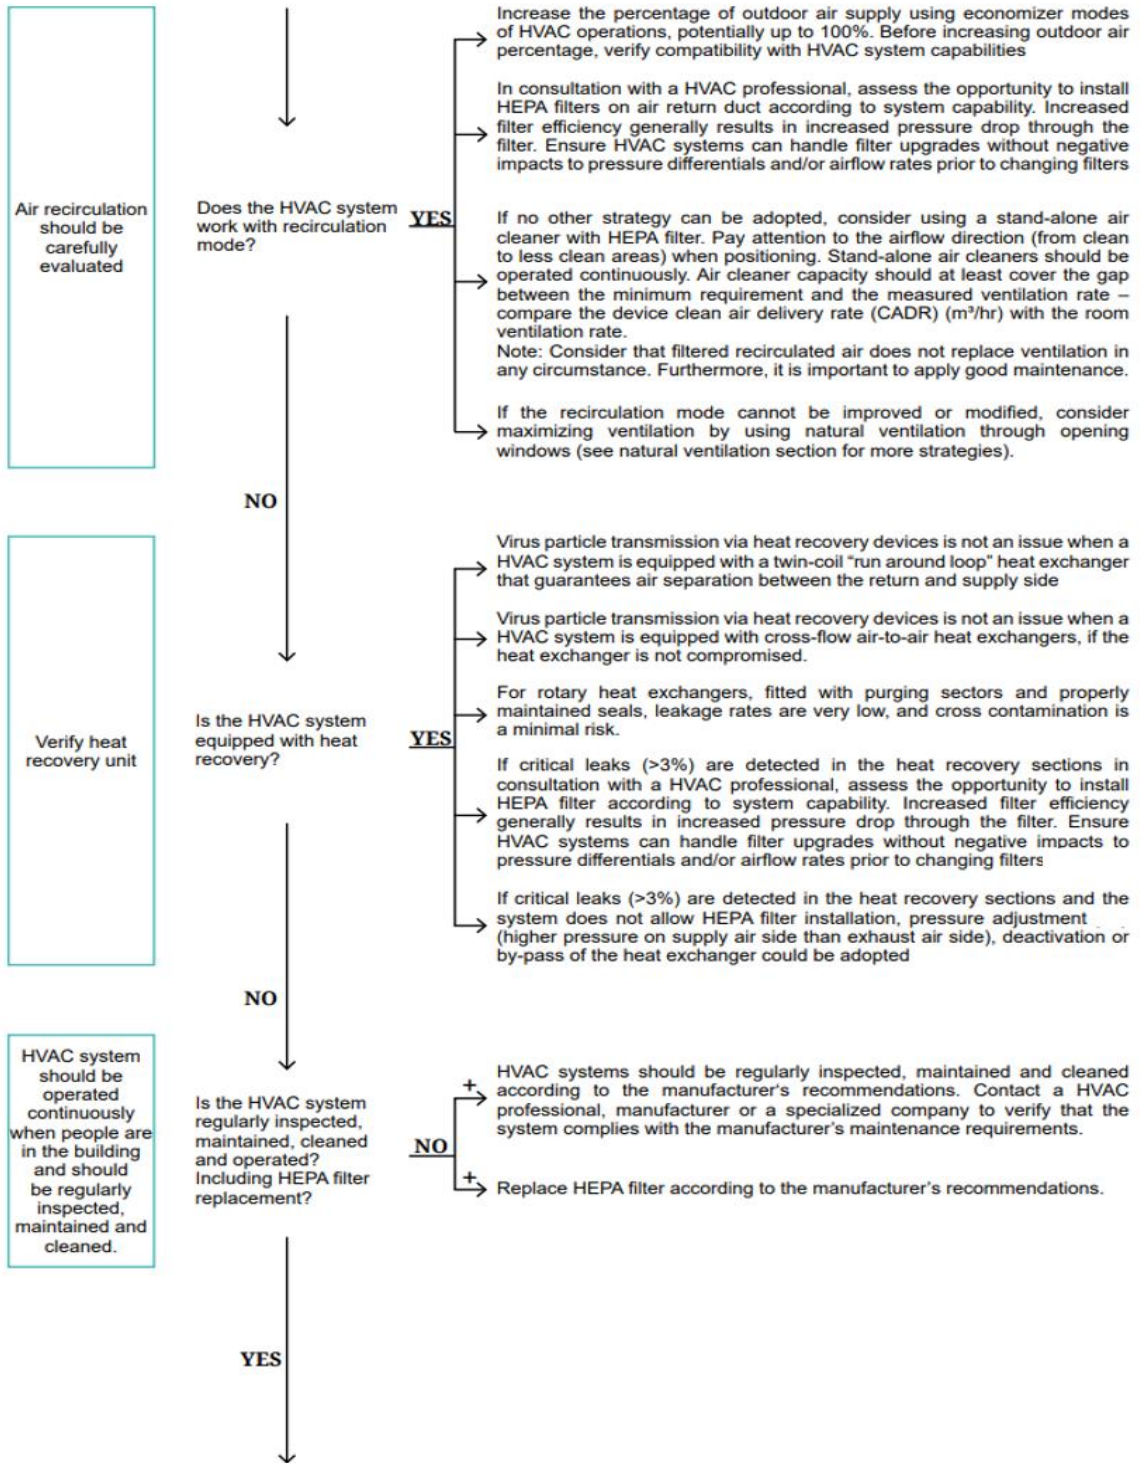 Increase the percentage of outdoor air supply using economizer modes
of HVAC operations, potentially up to 100%. Before increasing outdoor air
percentage, verify compatibility with HVAC system capabilities
In consultation with a HVAC professional, assess the opportunity to install
HEPA filters on air return duct according to system capability. Increased
filter efficiency generally results in increased pressure drop through the
filter. Ensure HVAC systems can handle filter upgrades without negative
impacts to pressure differentials and/or airflow rates prior to changing filters
Air recirculation
should be
carefully
evaluated
Does the HVAC system
work with recirculation
mode?
YES
If no other strategy can be adopted, consider using a stand-alone air
cleaner with HEPA filter. Pay attention to the airflow direction (from clean
to less clean areas) when positioning. Stand-alone air cleaners should be
operated continuously. Air cleaner capacity should at least cover the gap
between the minimum requirement and the measured ventilation rate –
compare the device clean air delivery rate (CADR) (m³/hr) with the room
ventilation rate.
Note: Consider that filtered recirculated air does not replace ventilation in
any circumstance. Furthermore, it is important to apply good maintenance.
If the recirculation mode cannot be improved or modified, consider
maximizing ventilation by using natural ventilation through opening
windows (see natural ventilation section for more strategies).
NO
Virus particle transmission via heat recovery devices is not an issue when a
HVAC system is equipped with a twin-coil “run around loop” heat exchanger
that guarantees air separation between the return and supply side
Virus particle transmission via heat recovery devices is not an issue when a
HVAC system is equipped with cross-flow air-to-air heat exchangers, if the
heat exchanger is not compromised.
Verify heat
recovery unit
Is the HVAC system
equipped with heat
recovery?
YES
For rotary heat exchangers, fitted with purging sectors and properly
maintained seals, leakage rates are very low, and cross contamination is
a minimal risk.
If critical leaks (>3%) are detected in the heat recovery sections in
consultation with a HVAC professional, assess the opportunity to install
HEPA filter according to system capability. Increased filter efficiency
generally results in increased pressure drop through the filter. Ensure
HVAC systems can handle filter upgrades without negative impacts to
pressure differentials and/or airflow rates prior to changing filters
If critical leaks (>3%) are detected in the heat recovery sections and the
system does not allow HEPA filter installation, pressure adjustment
(higher pressure on supply air side than exhaust air side), deactivation or
by-pass of the heat exchanger could be adopted
NO
HVAC system
should be
operated
continuously
when people are
in the building
and should
be regularly
inspected,
maintained and
cleaned.
Is the HVAC system
regularly inspected,
maintained, cleaned
and operated?
Including HEPA filter
replacement?
NO
+
HVAC systems should be regularly inspected, maintained and cleaned
according to the manufacturer‘s recommendations. Contact a HVAC
professional, manufacturer or a specialized company to verify that the
system complies with the manufacturer’s maintenance requirements.
+
Replace HEPA filter according to the manufacturer’s recommendations.
YES